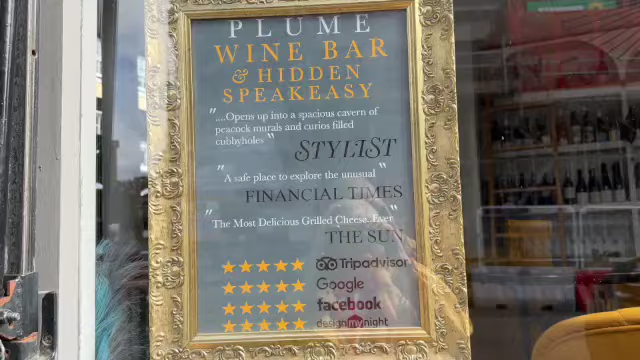 PLUME
WINE BAR
& HIDDEN
SPEAKEASY
"....Opens up into a spacious cavern of
peacock murals and curios filled
cubbyholes"
STYLIST
"A safe place to explore the unusual"
FINANCIAL TIMES
"The Most Delicious Grilled Cheese..Ever"
THE SUN
Tripadvisor
Google
facebook
designmynight